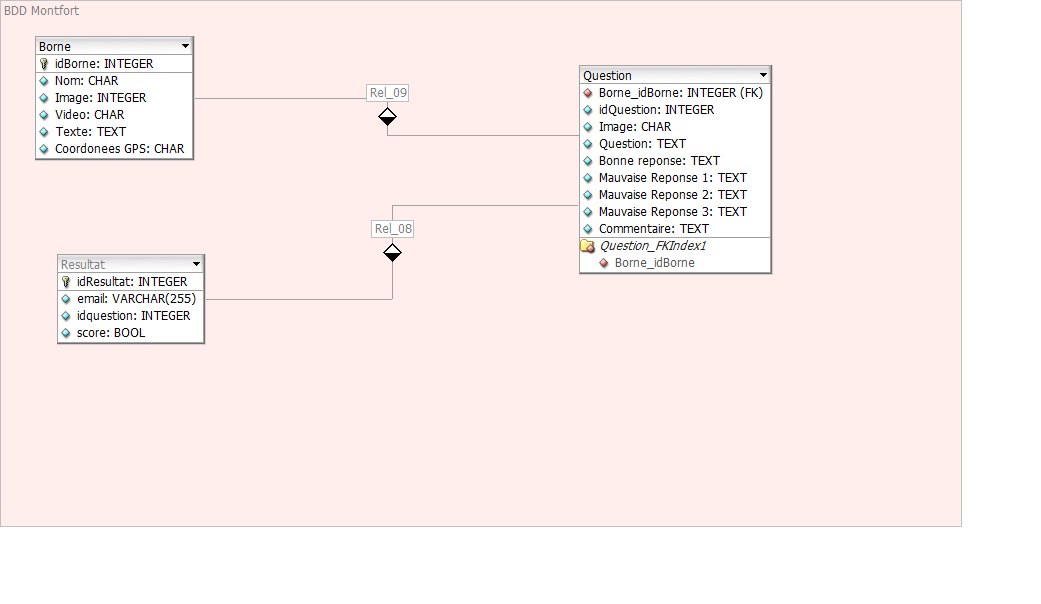 BDD Montfort
Borne
idBorne: INTEGER
Nom: CHAR
Image: INTEGER
Video: CHAR
Texte: TEXT
Coordonees GPS: CHAR
Rel_09
Question
Borne_idBorne: INTEGER (FK)
idQuestion: INTEGER
Image: CHAR
Question: TEXT
Bonne reponse: TEXT
Mauvaise Reponse 1: TEXT
Mauvaise Reponse 2: TEXT
Mauvaise Reponse 3: TEXT
Commentaire: TEXT
Question_FKIndex1
Borne_idBorne
Rel_08
Resultat
idResultat: INTEGER
email: VARCHAR(255)
idquestion: INTEGER
score: BOOL